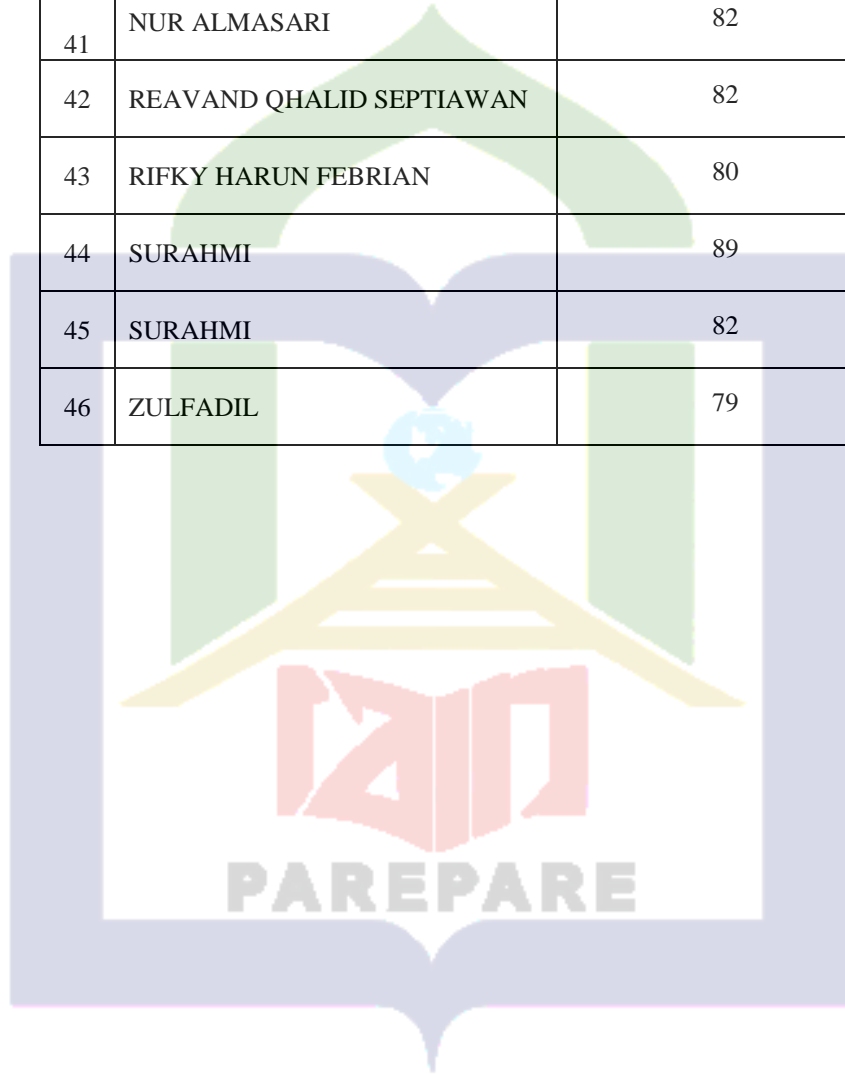 41 NUR ALMASARI 82
42 REAVAND QHALID SEPTIAWAN 82
43 RIFKY HARUN FEBRIAN 80
44 SURAHMI 89
45 SURAHMI 82
46 ZULFADIL 79
iain
PAREPARE